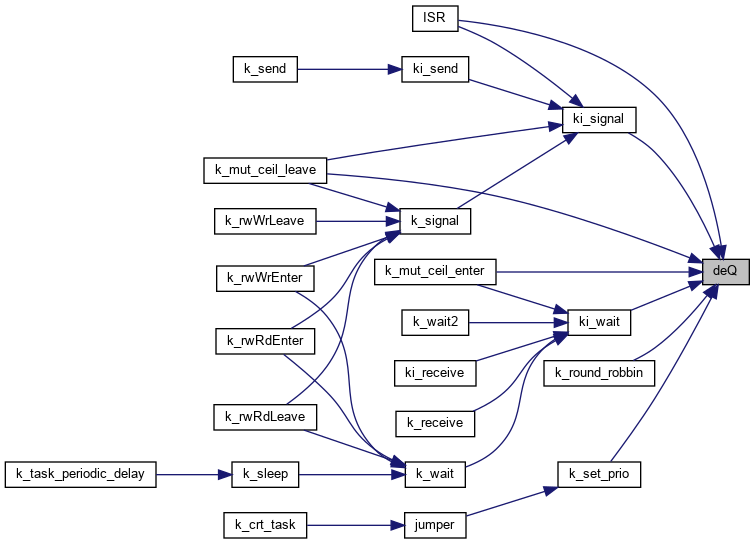 ISR
k_send
ki_send
ki_signal
k_mut_ceil_leave
k_rwWrLeave
k_signal
k_rwWrEnter
k_mut_ceil_enter
deQ
k_wait2
ki_wait
k_rwRdEnter
ki_receive
k_round_robbin
k_rwRdLeave
k_receive
k_task_periodic_delay
k_sleep
k_wait
k_set_prio
k_crt_task
jumper